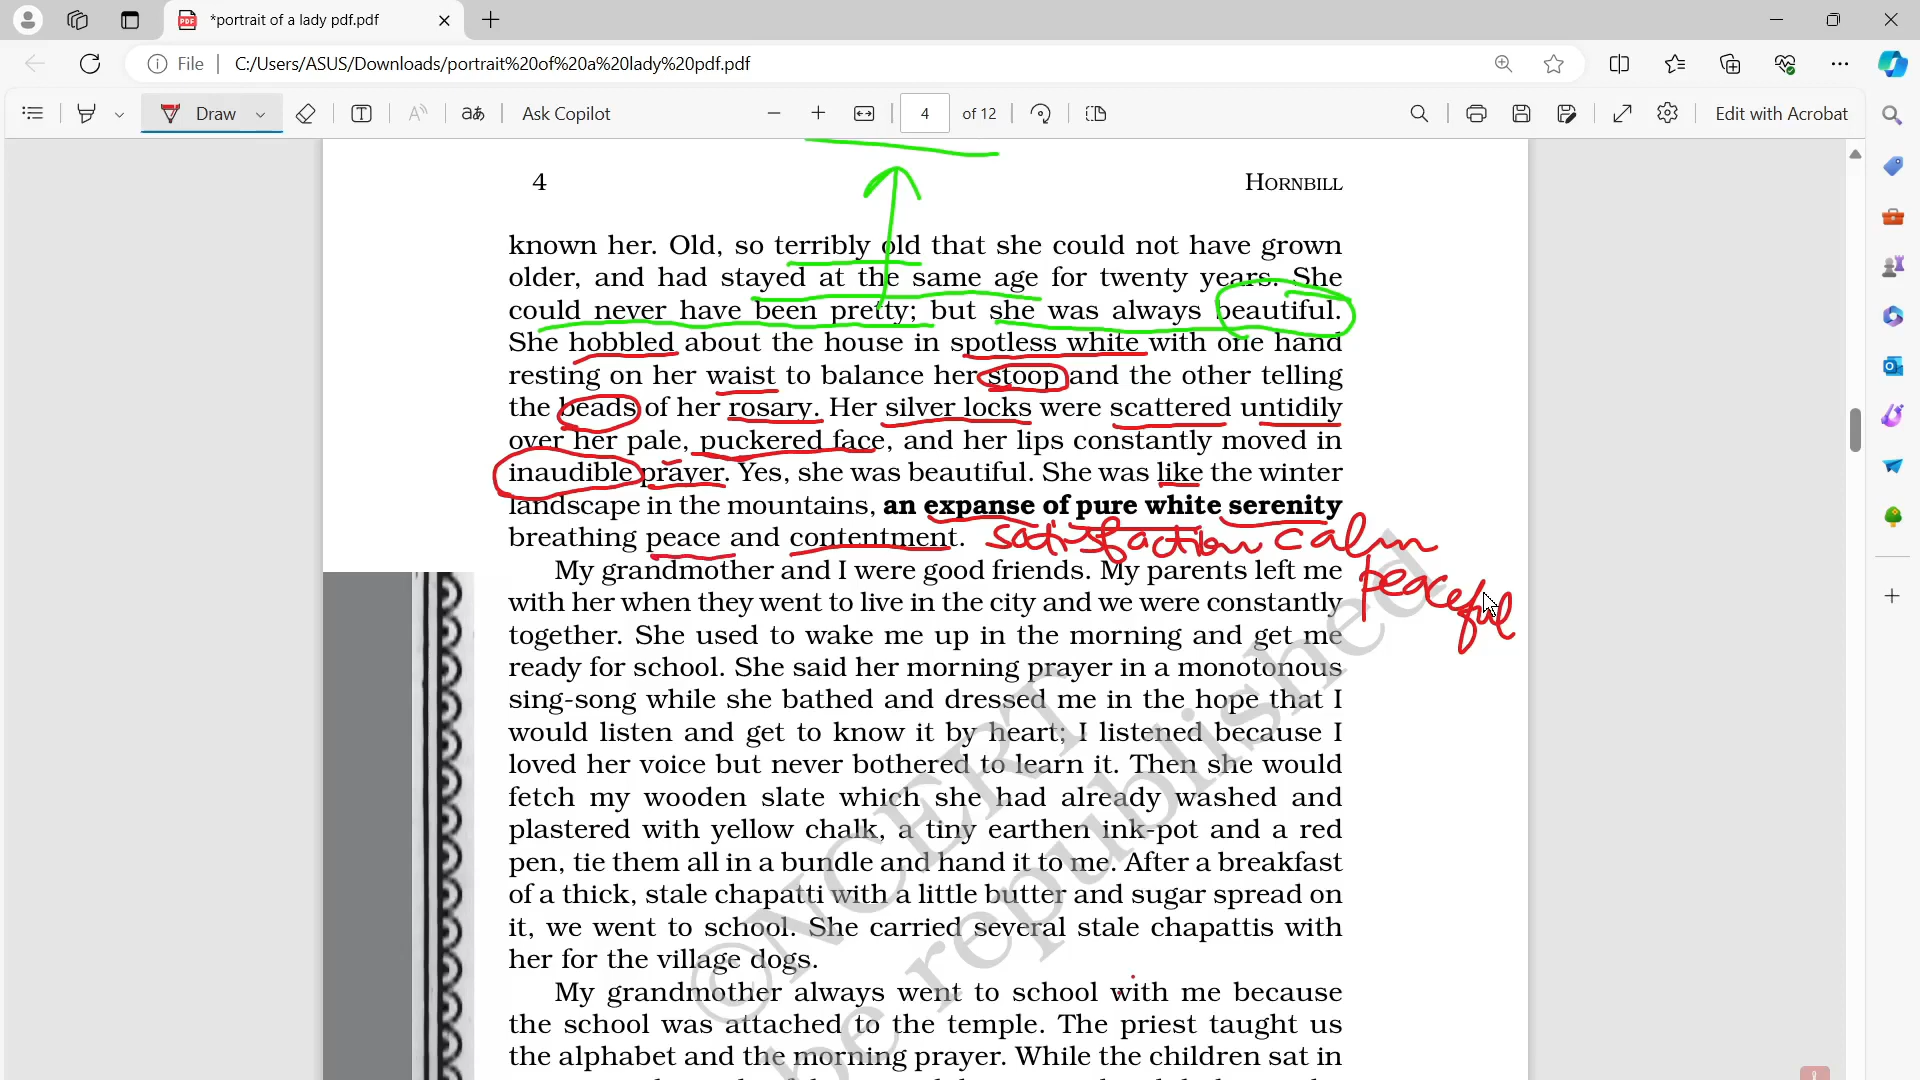 *portrait of a lady pdf.pdf
File
C:/Users/ASUS/Downloads/portrait%20of%20a%20lady%20pdf.pdf
Draw
T
aあ
Ask Copilot
4 of 12
Edit with Acrobat
4 HORNBILL
known her. Old, so terribly old that she could not have grown
older, and had stayed at the same age for twenty years. She
could never have been pretty; but she was always beautiful.
She hobbled about the house in spotless white with one hand
resting on her waist to balance her stoop and the other telling
the beads of her rosary. Her silver locks were scattered untidily
over her pale, puckered face, and her lips constantly moved in
inaudible prayer. Yes, she was beautiful. She was like the winter
landscape in the mountains, an expanse of pure white serenity
breathing peace and contentment. satisfaction calm
peaceful
My grandmother and I were good friends. My parents left me
with her when they went to live in the city and we were constantly
together. She used to wake me up in the morning and get me
ready for school. She said her morning prayer in a monotonous
sing-song while she bathed and dressed me in the hope that I
would listen and get to know it by heart; I listened because I
loved her voice but never bothered to learn it. Then she would
fetch my wooden slate which she had already washed and
plastered with yellow chalk, a tiny earthen ink-pot and a red
pen, tie them all in a bundle and hand it to me. After a breakfast
of a thick, stale chapatti with a little butter and sugar spread on
it, we went to school. She carried several stale chapattis with
her for the village dogs.
My grandmother always went to school with me because
the school was attached to the temple. The priest taught us
the alphabet and the morning prayer. While the children sat in
©NCERT
be republished